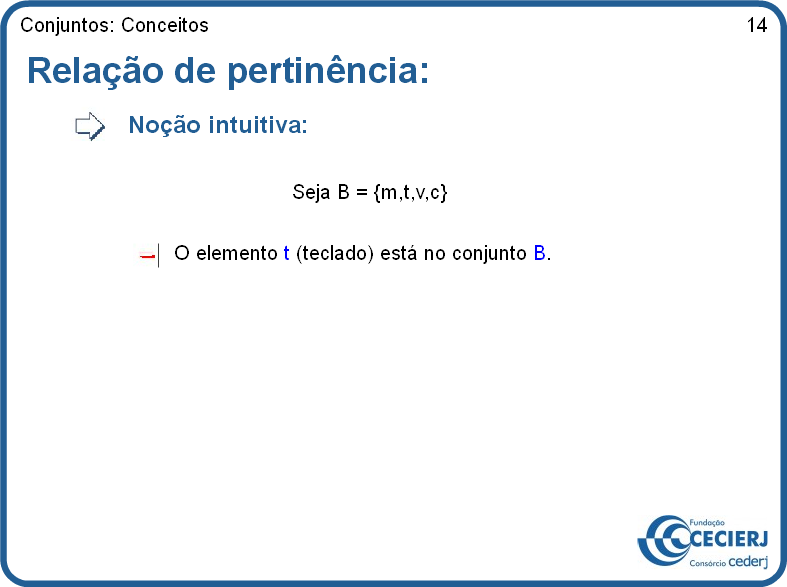 Conjuntos: Conceitos
14
Relação de pertinência:
Noção intuitiva:
Seja B = {m,t,v,c}
O elemento t (teclado) está no conjunto B.
Fundação
CECIERJ
Consórcio cederj